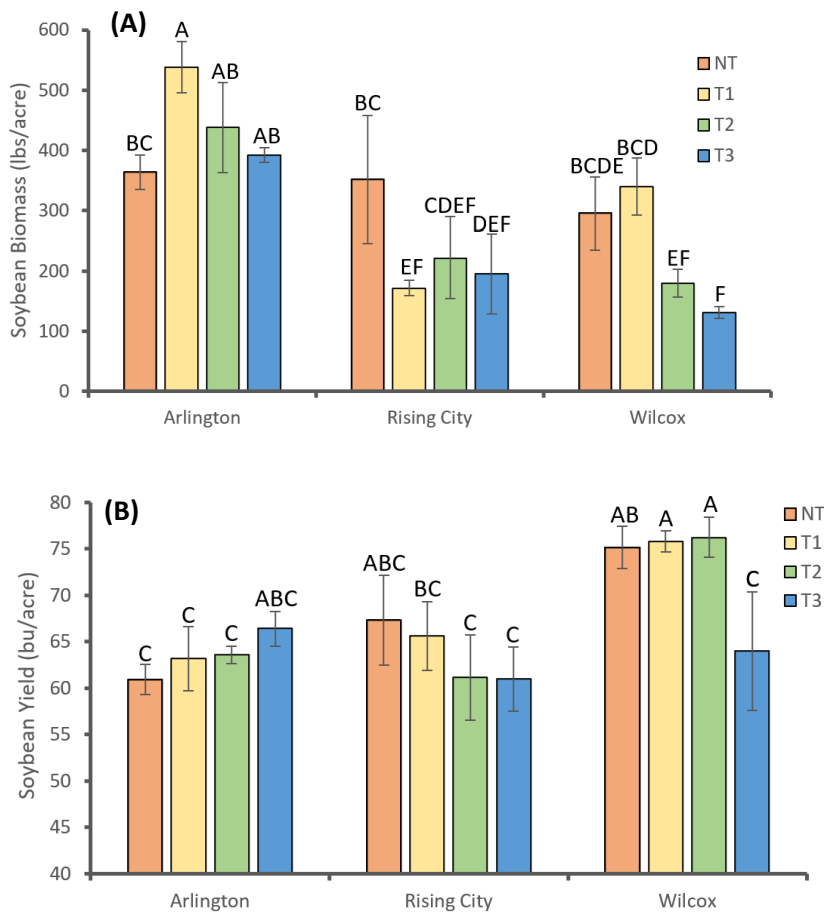 (A)
Soybean Biomass (lbs/acre)
600
500
400
300
200
100
0
BC
A
AB
AB
BC
EF
CDEF
DEF
BCDE
BCD
EF
F
NT
T1
T2
T3
Arlington
Rising City
Wilcox
(B)
Soybean Yield (bu/acre)
80
75
70
65
60
55
50
45
40
C
C
C
ABC
ABC
BC
C
C
AB
A
A
C
NT
T1
T2
T3
Arlington
Rising City
Wilcox